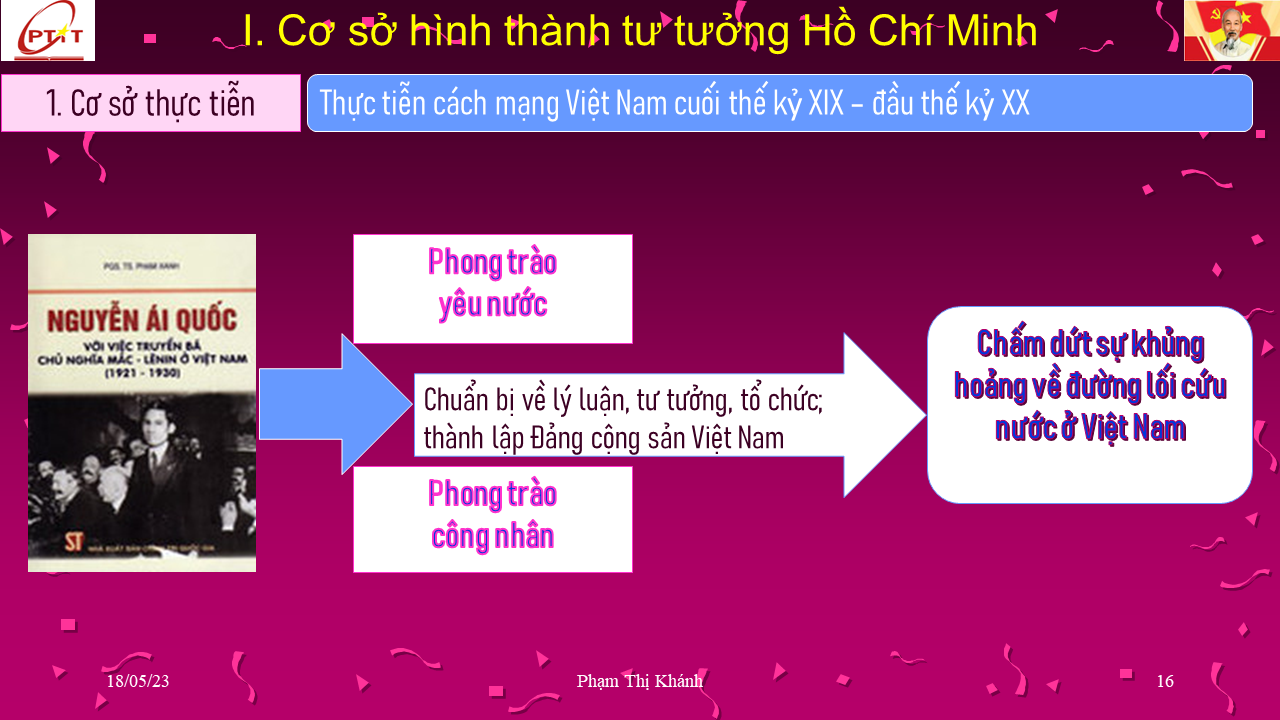 PTIT
I. Cơ sở hình thành tư tưởng Hồ Chí Minh
1. Cơ sở thực tiễn
Thực tiễn cách mạng Việt Nam cuối thế kỷ XIX – đầu thế kỷ XX
PGS. TS. PHẠM XANH
NGUYỄN ÁI QUỐC
VỚI VIỆC TRUYỀN BÁ
CHỦ NGHĨA MÁC - LÊNIN Ở VIỆT NAM
(1921 - 1930)
ST
NHÀ XUẤT BẢN CHÍNH TRỊ QUỐC GIA
Phong trào
yêu nước
Chuẩn bị về lý luận, tư tưởng, tổ chức;
thành lập Đảng cộng sản Việt Nam
Phong trào
công nhân
Chấm dứt sự khủng
hoảng về đường lối cứu
nước ở Việt Nam
18/05/23
Phạm Thị Khánh
16